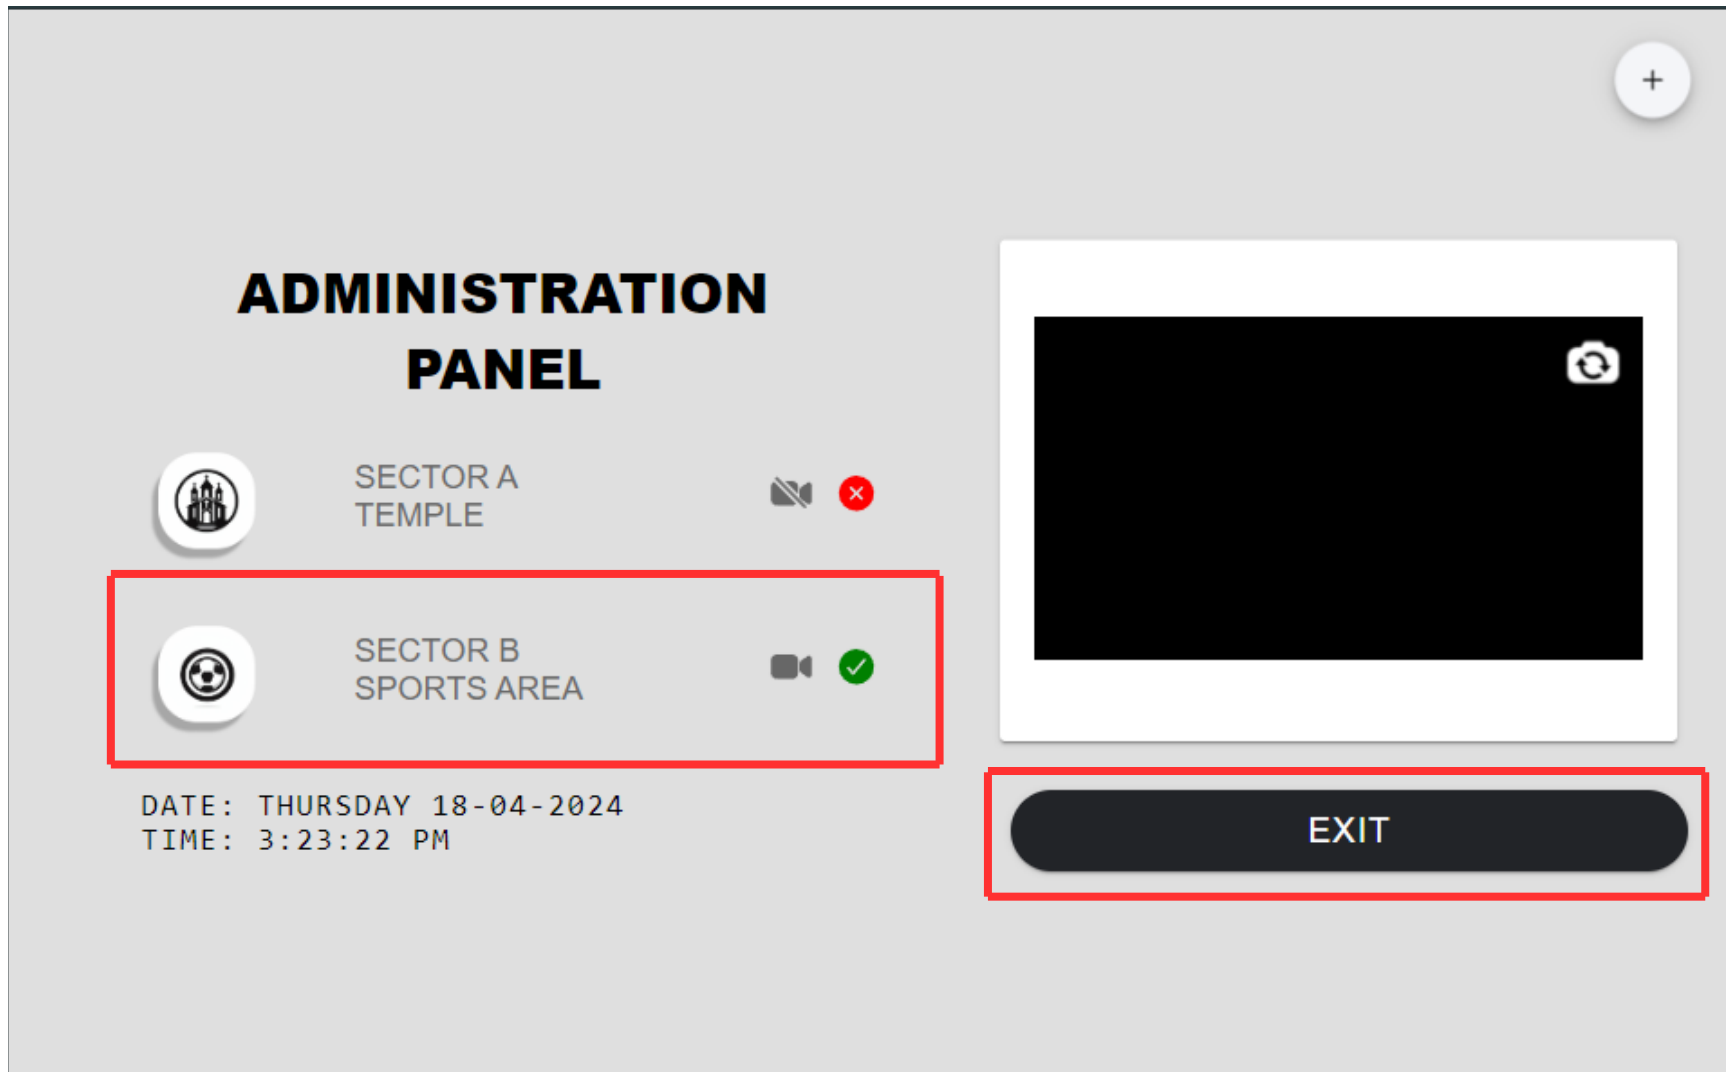 ADMINISTRATION
PANEL
SECTOR A
TEMPLE
SECTOR B
SPORTS AREA
DATE: THURSDAY 18-04-2024
TIME: 3:23:22 PM
EXIT